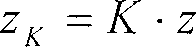 z_K = K · z